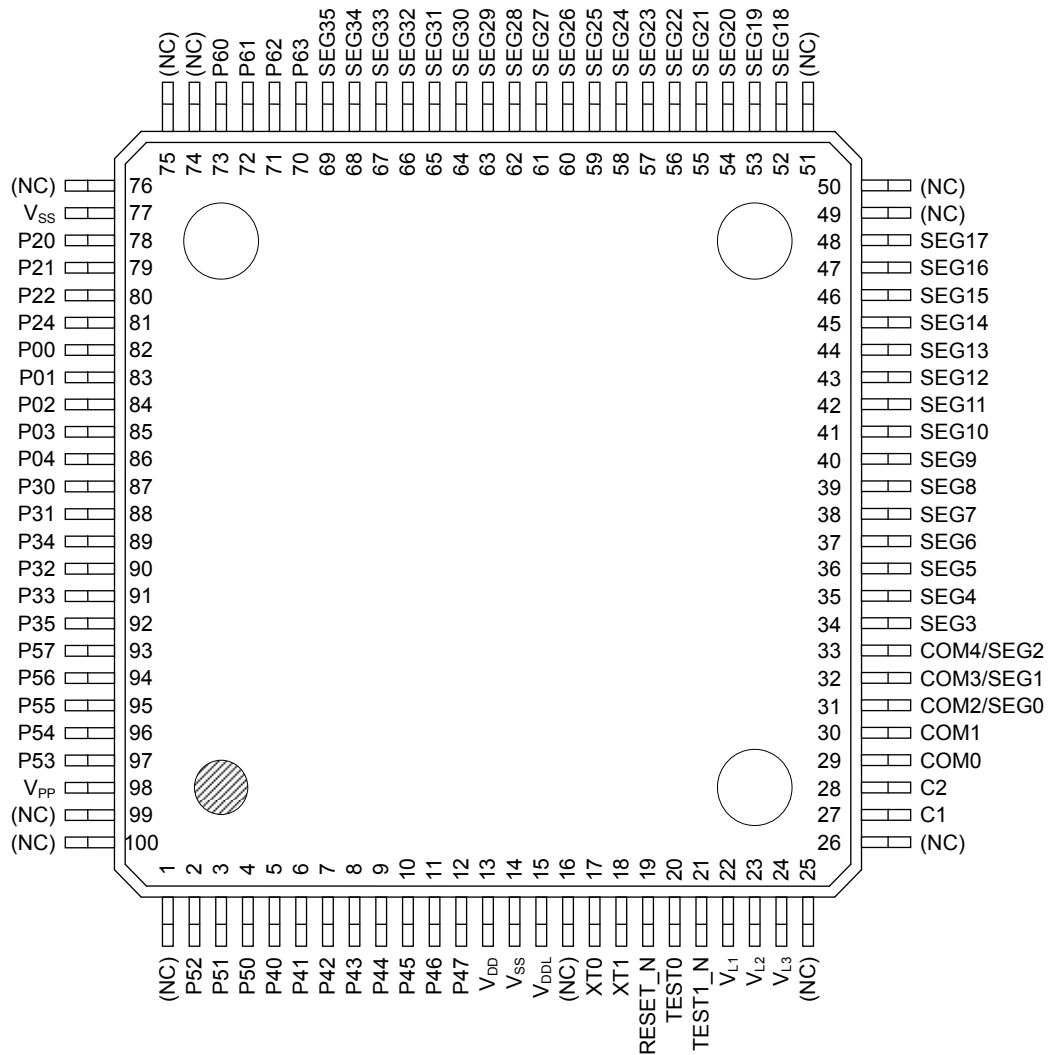 (NC) (NC) P60 P61 P62 P63 SEG35 SEG34 SEG33 SEG32 SEG31 SEG30 SEG29 SEG28 SEG27 SEG26 SEG25 SEG24 SEG23 SEG22 SEG21 SEG20 SEG19 SEG18 (NC)
75 74 73 72 71 70 69 68 67 66 65 64 63 62 61 60 59 58 57 56 55 54 53 52 51
(NC) 76 50 (NC)
VSS 77 49 (NC)
P20 78 48 SEG17
P21 79 47 SEG16
P22 80 46 SEG15
P24 81 45 SEG14
P00 82 44 SEG13
P01 83 43 SEG12
P02 84 42 SEG11
P03 85 41 SEG10
P04 86 40 SEG9
P30 87 39 SEG8
P31 88 38 SEG7
P34 89 37 SEG6
P32 90 36 SEG5
P33 91 35 SEG4
P35 92 34 SEG3
P57 93 33 COM4/SEG2
P56 94 32 COM3/SEG1
P55 95 31 COM2/SEG0
P54 96 30 COM1
P53 97 29 COM0
VPP 98 28 C2
(NC) 99 27 C1
(NC) 100 26 (NC)
1 2 3 4 5 6 7 8 9 10 11 12 13 14 15 16 17 18 19 20 21 22 23 24 25
(NC) P52 P51 P50 P40 P41 P42 P43 P44 P45 P46 P47 VDD VSS VDDL (NC) XT0 XT1 RESET_N TEST0 TEST1_N VL1 VL2 VL3 (NC)